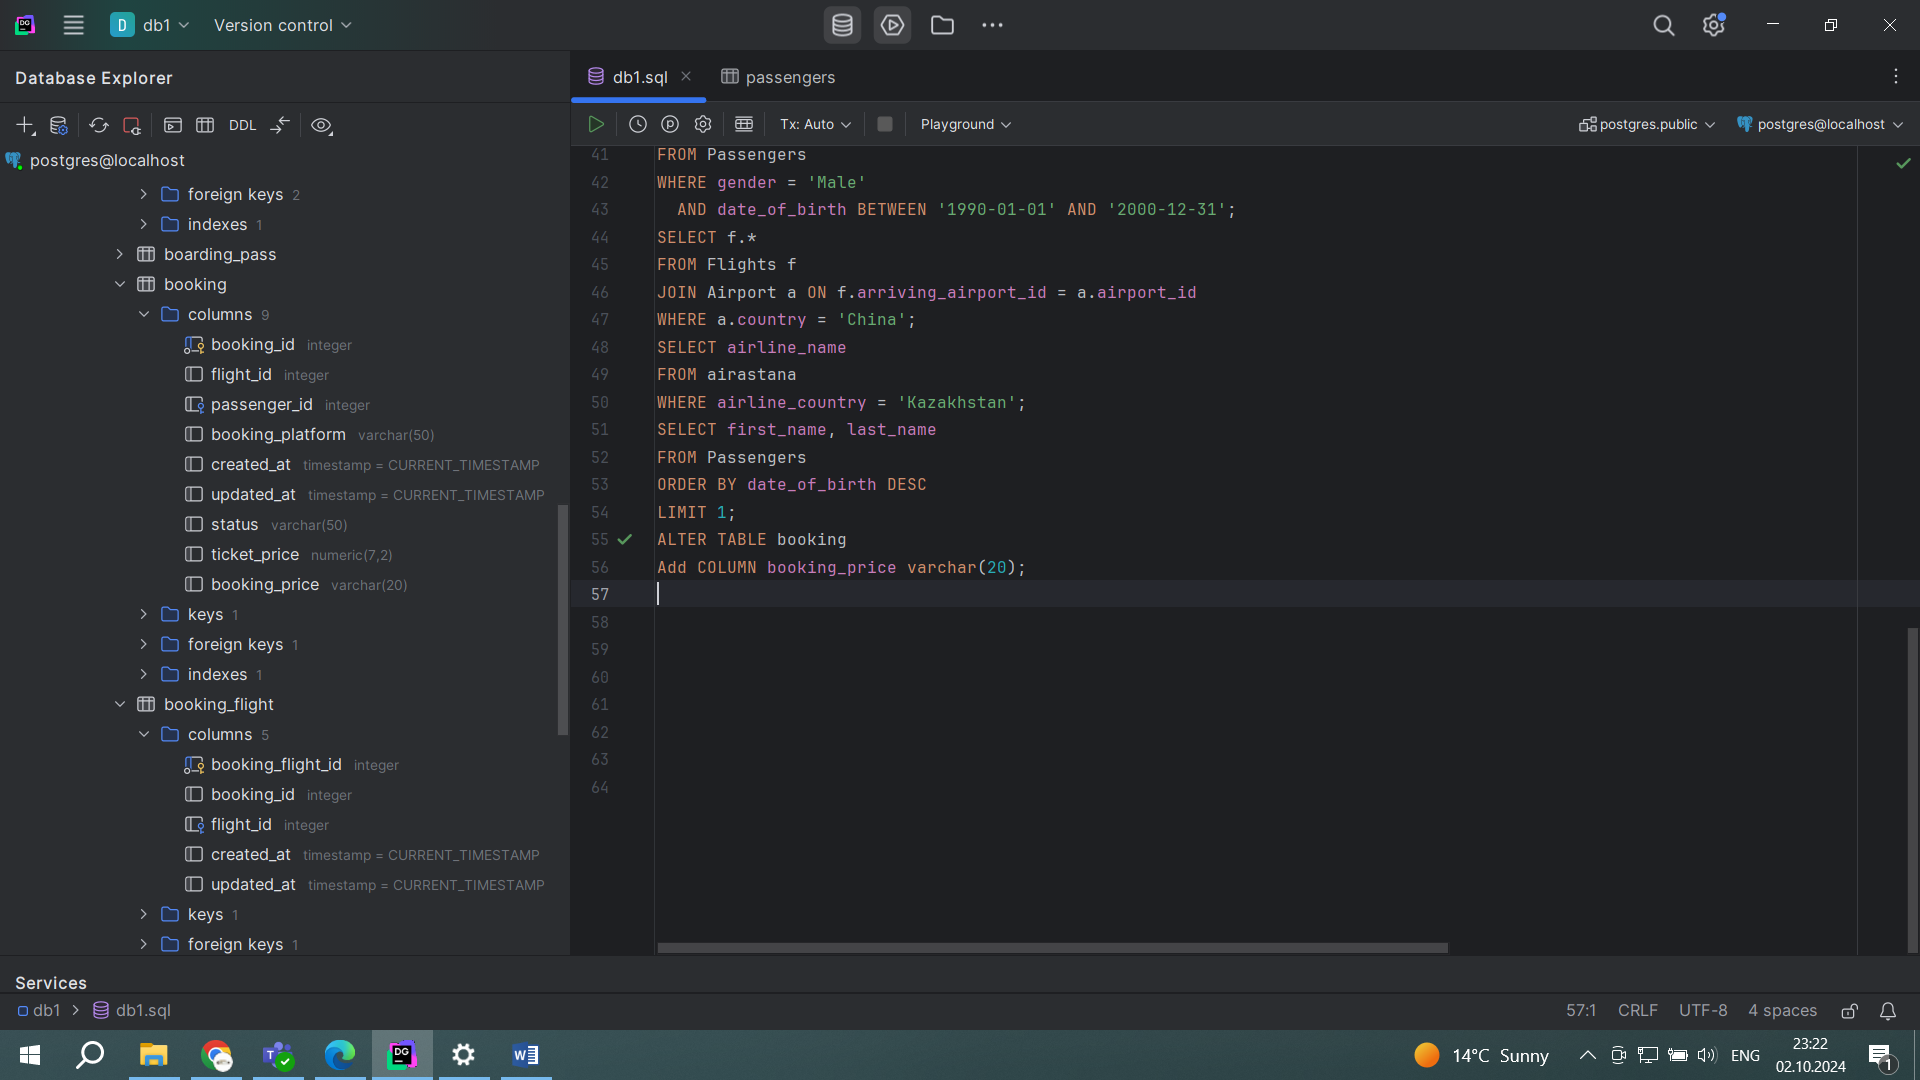 D db1 Version control
Database Explorer
db1.sql
passengers
DDL
Tx: Auto
Playground
postgres.public
postgres@localhost
postgres@localhost
foreign keys 2
indexes 1
boarding_pass
booking
columns 9
booking_id integer
flight_id integer
passenger_id integer
booking_platform varchar(50)
created_at timestamp = CURRENT_TIMESTAMP
updated_at timestamp = CURRENT_TIMESTAMP
status varchar(50)
ticket_price numeric(7,2)
booking_price varchar(20)
keys 1
foreign keys 1
indexes 1
booking_flight
columns 5
booking_flight_id integer
booking_id integer
flight_id integer
created_at timestamp = CURRENT_TIMESTAMP
updated_at timestamp = CURRENT_TIMESTAMP
keys 1
foreign keys 1
41 FROM Passengers
42 WHERE gender = 'Male'
43 AND date_of_birth BETWEEN '1990-01-01' AND '2000-12-31';
44 SELECT f.*
45 FROM Flights f
46 JOIN Airport a ON f.arriving_airport_id = a.airport_id
47 WHERE a.country = 'China';
48 SELECT airline_name
49 FROM airastana
50 WHERE airline_country = 'Kazakhstan';
51 SELECT first_name, last_name
52 FROM Passengers
53 ORDER BY date_of_birth DESC
54 LIMIT 1;
55 ALTER TABLE booking
56 Add COLUMN booking_price varchar(20);
57
58
59
60
61
62
63
64
Services
db1 > db1.sql
57:1 CRLF UTF-8 4 spaces
14°C Sunny
ENG
23:22
02.10.2024
1